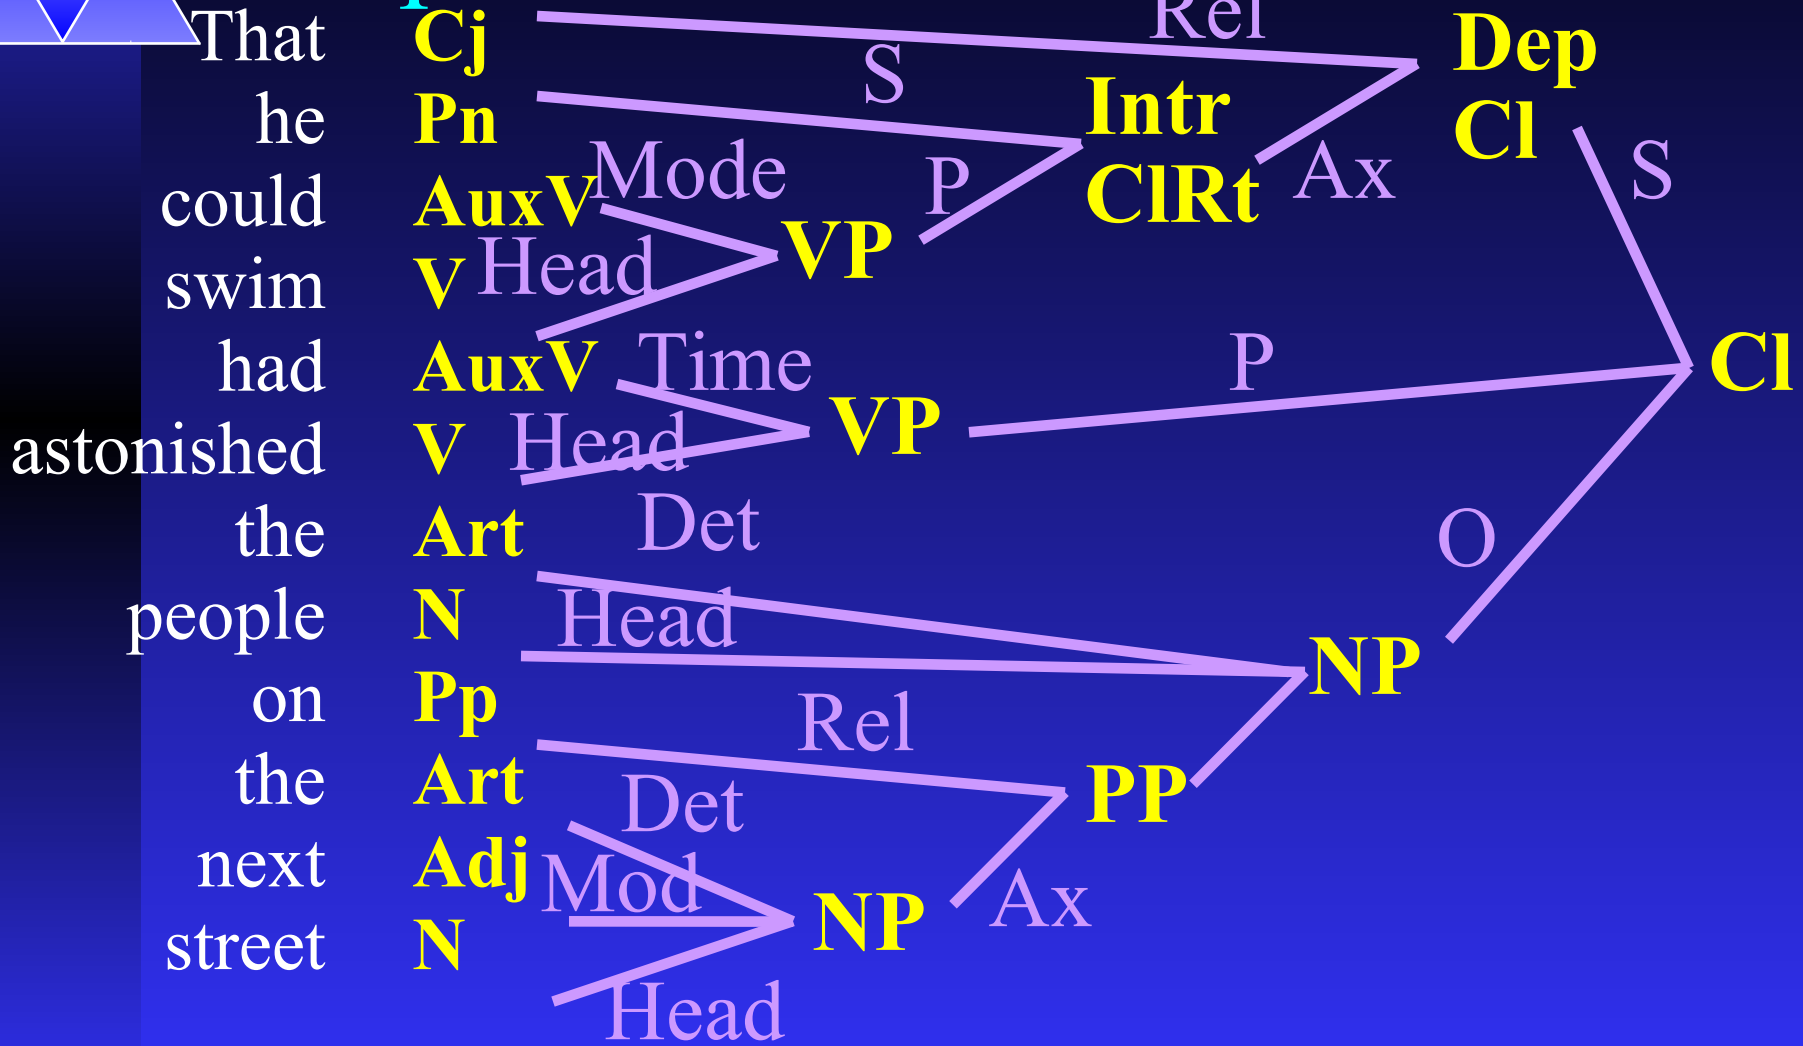 That Cj Rel Dep
S Intr Cl
he Pn
Mode P ClRt Ax S
could AuxV
Head VP
swim V
had AuxV Time P Cl
astonished V Head VP
the Art Det O
people N Head
NP
on Pp Rel
the Art Det PP
next Adj Mod Ax
street N NP
Head